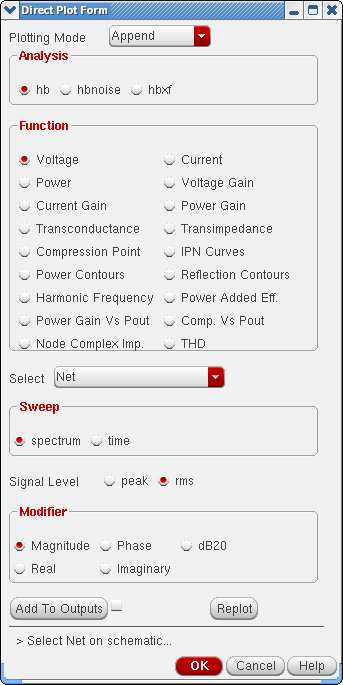 Direct Plot Form
Plotting Mode Append
Analysis
hb hbnoise hbxf
Function
Voltage Current
Power Voltage Gain
Current Gain Power Gain
Transconductance Transimpedance
Compression Point IPN Curves
Power Contours Reflection Contours
Harmonic Frequency Power Added Eff.
Power Gain Vs Pout Comp. Vs Pout
Node Complex Imp. THD
Select Net
Sweep
spectrum time
Signal Level peak rms
Modifier
Magnitude Phase dB20
Real Imaginary
Add To Outputs Replot
> Select Net on schematic...
OK Cancel Help